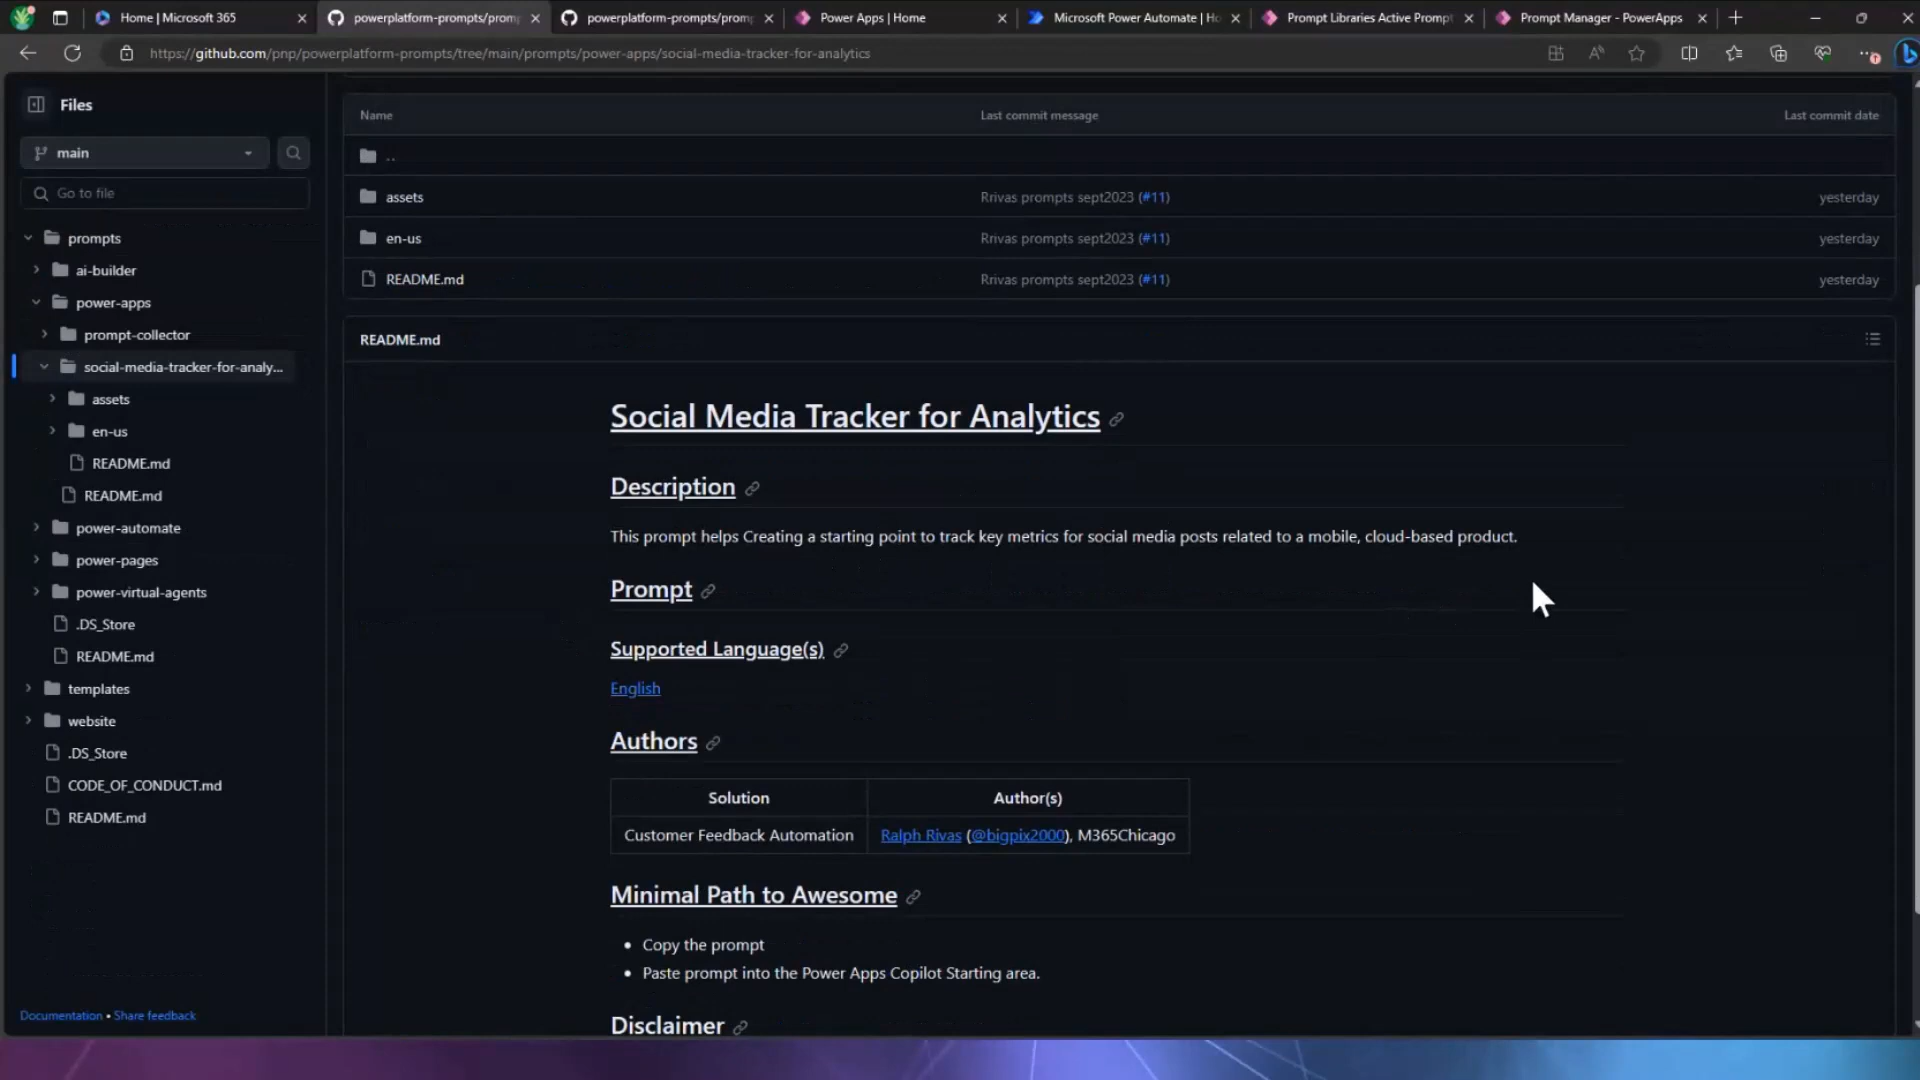 Home | Microsoft 365
powerplatform-prompts/promp
powerplatform-prompts/promp
Power Apps | Home
Microsoft Power Automate | Ho
Prompt Libraries Active Prompt
Prompt Manager - PowerApps
https://github.com/pnp/powerplatform-prompts/tree/main/prompts/power-apps/social-media-tracker-for-analytics
Files
main
Go to file
prompts
ai-builder
power-apps
prompt-collector
social-media-tracker-for-analy...
assets
en-us
README.md
README.md
power-automate
power-pages
power-virtual-agents
.DS_Store
README.md
templates
website
.DS_Store
CODE_OF_CONDUCT.md
README.md
Documentation • Share feedback
Name Last commit message Last commit date
..
assets Rrivas prompts sept2023 (#11) yesterday
en-us Rrivas prompts sept2023 (#11) yesterday
README.md Rrivas prompts sept2023 (#11) yesterday
README.md
Social Media Tracker for Analytics
Description
This prompt helps Creating a starting point to track key metrics for social media posts related to a mobile, cloud-based product.
Prompt
Supported Language(s)
English
Authors
Solution Author(s)
Customer Feedback Automation Ralph Rivas (@bigpix2000), M365Chicago
Minimal Path to Awesome
• Copy the prompt
• Paste prompt into the Power Apps Copilot Starting area.
Disclaimer